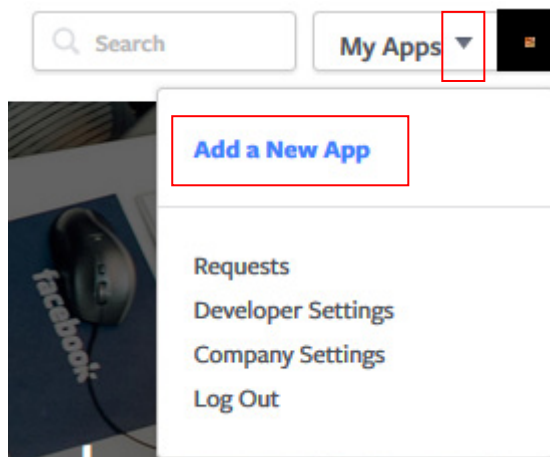 Search
My Apps
Add a New App
Requests
Developer Settings
Company Settings
Log Out
facebook